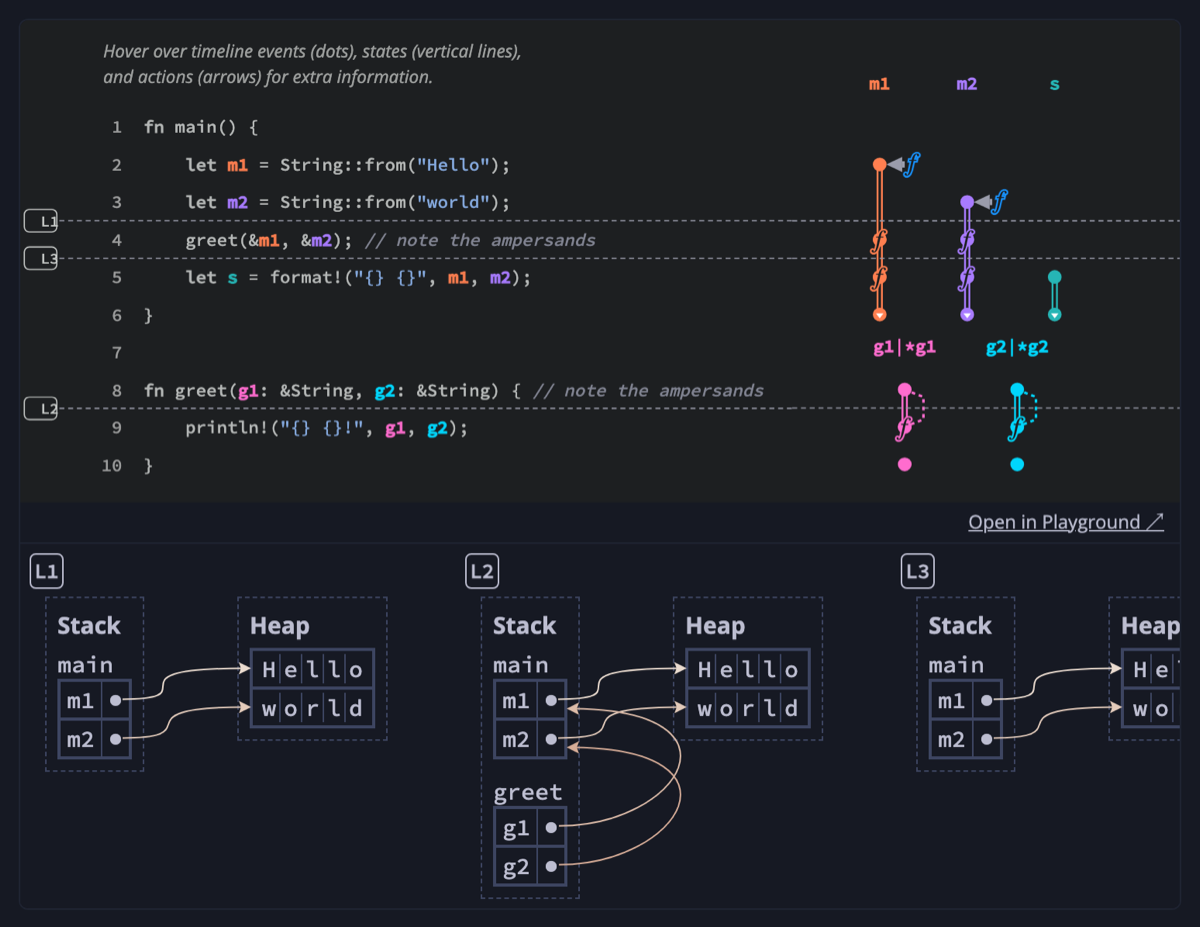 Hover over timeline events (dots), states (vertical lines),
and actions (arrows) for extra information.
m1 m2 s
1 fn main() {
2 let m1 = String::from("Hello"); f
3 let m2 = String::from("world"); f
L1
4 greet(&m1, &m2); // note the ampersands f f
L3
5 let s = format!("{} {}", m1, m2); f f
6 }
7 g1|*g1 g2|*g2
8 fn greet(g1: &String, g2: &String) { // note the ampersands
L2
9 println!("{} {}!", g1, g2); f f
10 }
Open in Playground
L1
Stack Heap
main
m1 Hello
m2 world
L2
Stack Heap
main
m1 Hello
m2 world
greet
g1
g2
L3
Stack Heap
main
m1 He
m2 wo